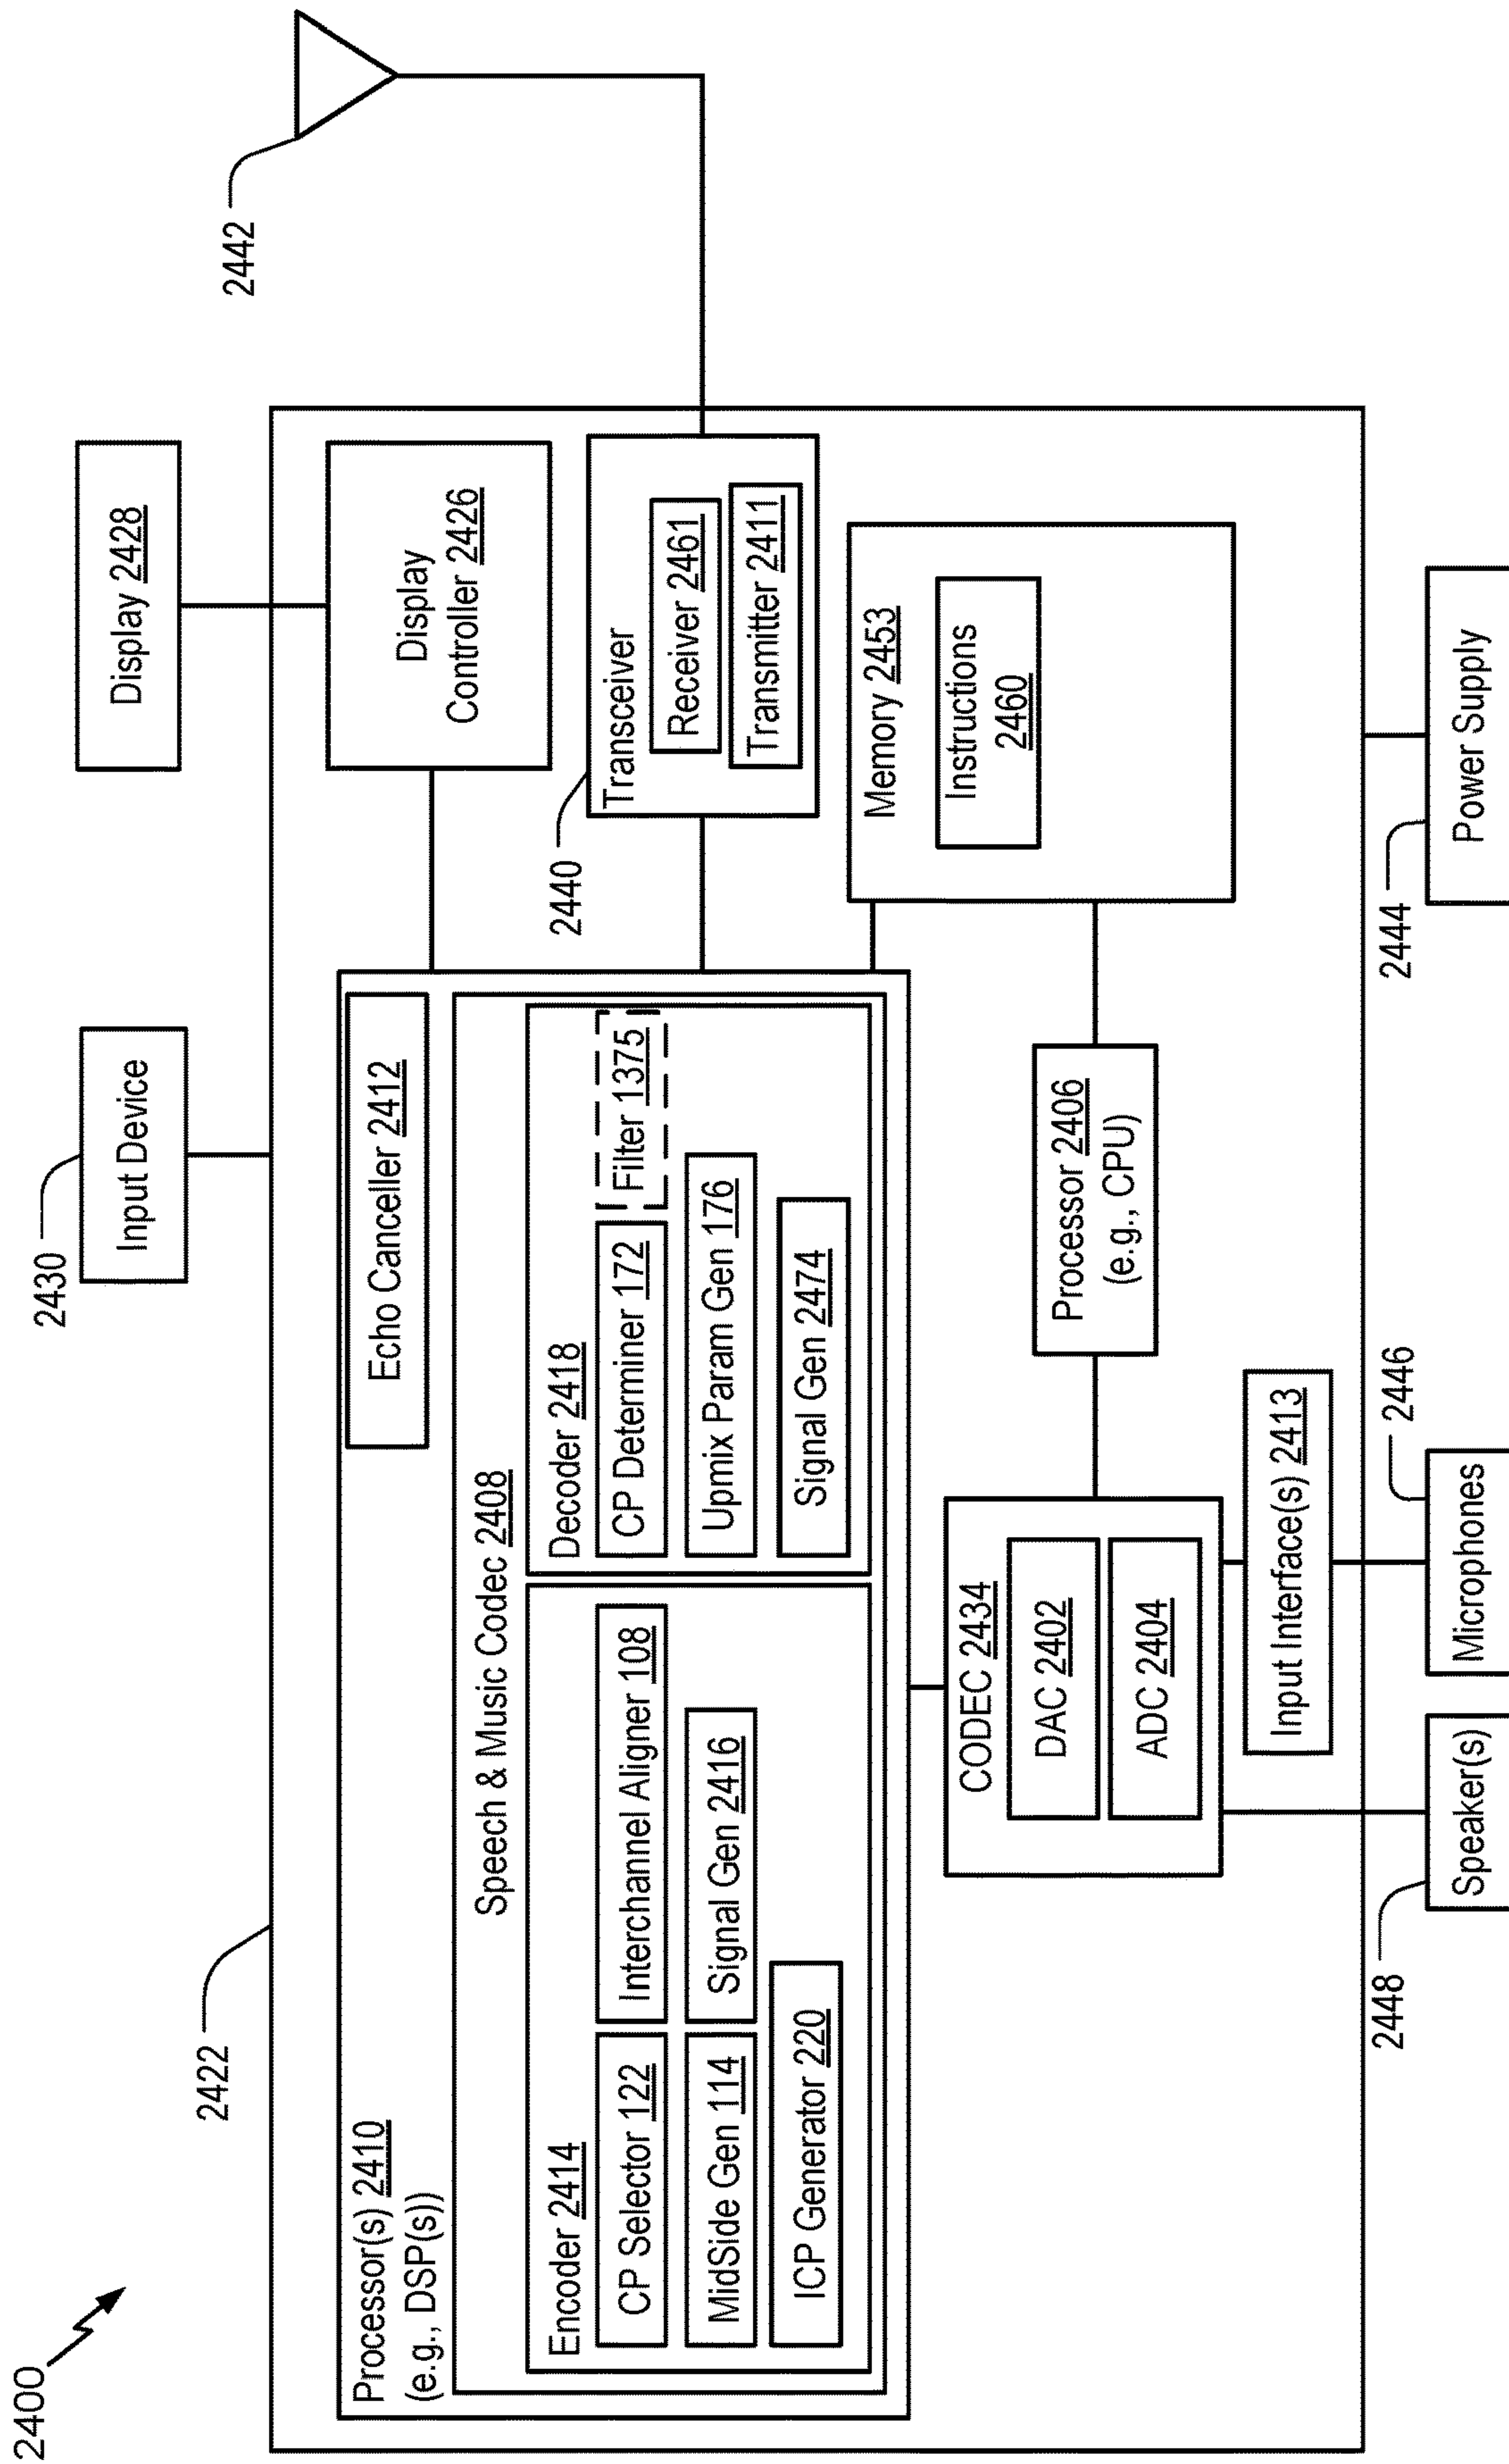 2400
2422
2430
Input Device
Display 2428
2442
Processor(s) 2410
(e.g., DSP(s))
Echo Canceller 2412
Display
Controller 2426
Speech & Music Codec 2408
Encoder 2414
CP Selector 122
Interchannel Aligner 108
MidSide Gen 114
Signal Gen 2416
ICP Generator 220
Decoder 2418
CP Determiner 172
Filter 1375
Upmix Param Gen 176
Signal Gen 2474
2440
Transceiver
Receiver 2461
Transmitter 2411
Memory 2453
Instructions
2460
CODEC 2434
DAC 2402
ADC 2404
Processor 2406
(e.g., CPU)
Input Interface(s) 2413
2448
Speaker(s)
2446
Microphones
2444
Power Supply